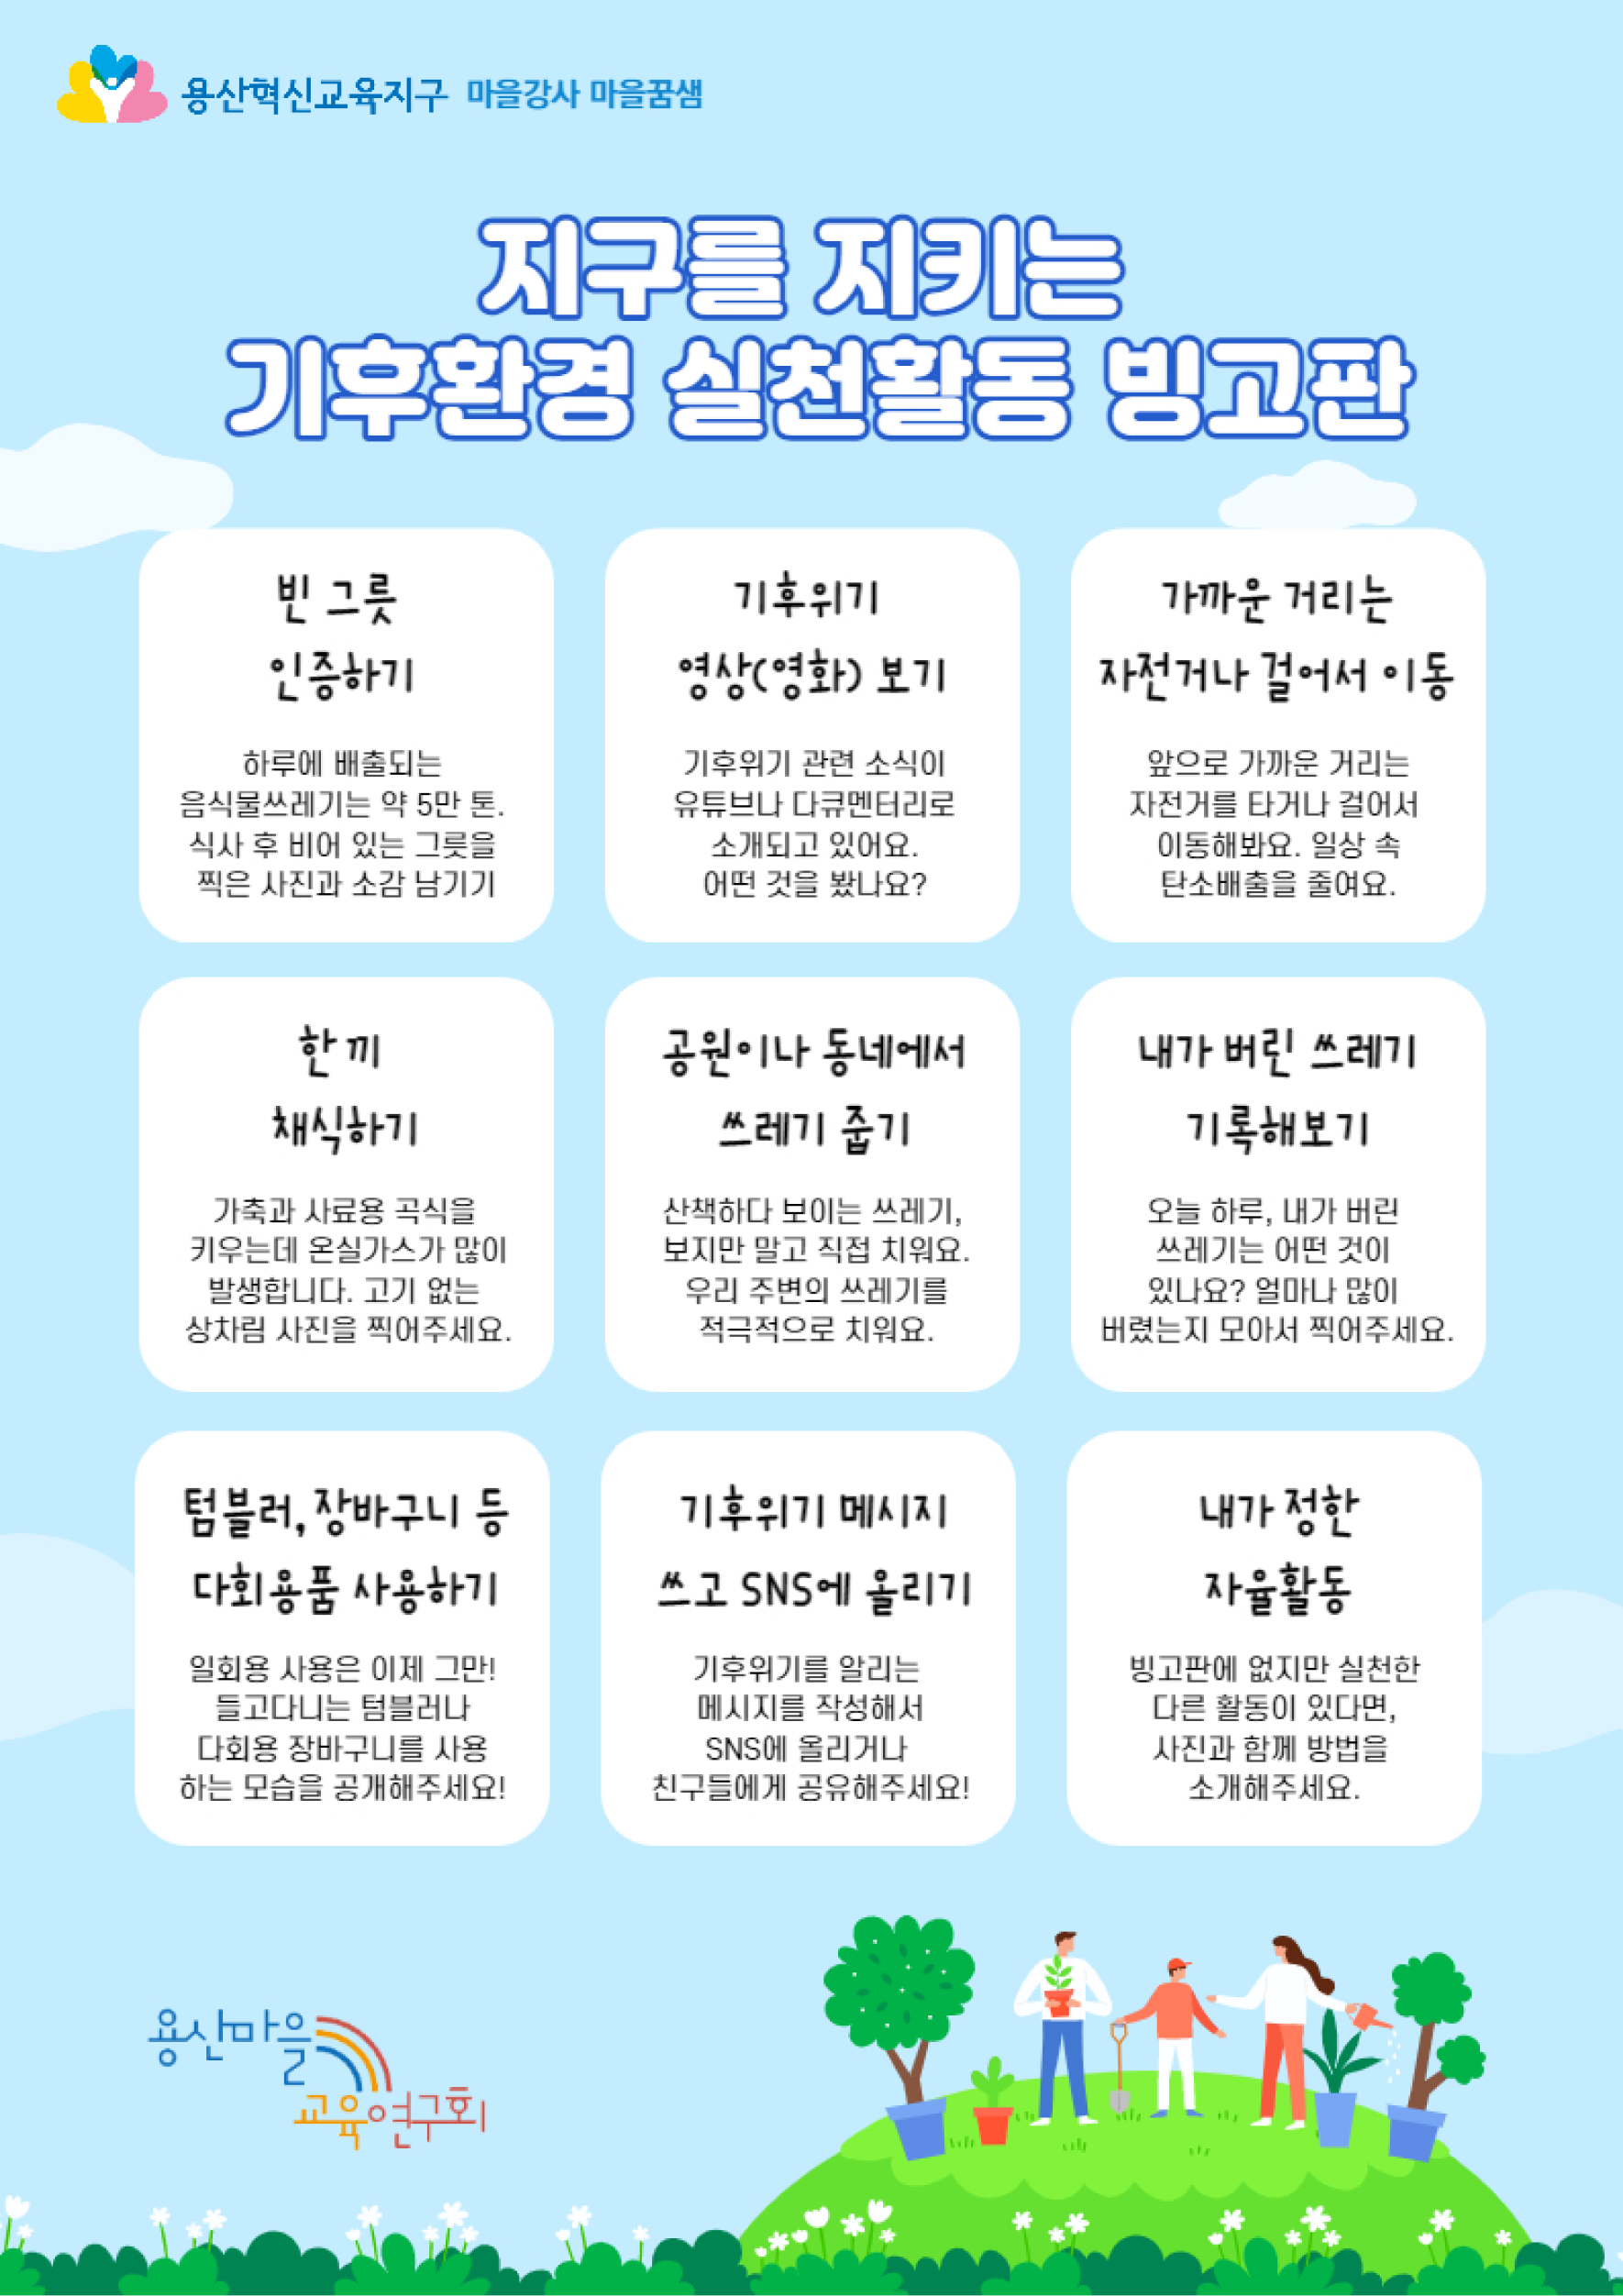 용산혁신교육지구 마을강사 마을꿈샘
지구를 지키는
기후환경 실천활동 빙고판
빈 그릇
인증하기
하루에 배출되는
음식물쓰레기는 약 5만 톤.
식사 후 비어 있는 그릇을
찍은 사진과 소감 남기기
기후위기
영상(영화) 보기
기후위기 관련 소식이
유튜브나 다큐멘터리로
소개되고 있어요.
어떤 것을 봤나요?
가까운 거리는
자전거나 걸어서 이동
앞으로 가까운 거리는
자전거를 타거나 걸어서
이동해봐요. 일상 속
탄소배출을 줄여요.
한 끼
채식하기
가축과 사료용 곡식을
키우는데 온실가스가 많이
발생합니다. 고기 없는
상차림 사진을 찍어주세요.
공원이나 동네에서
쓰레기 줍기
산책하다 보이는 쓰레기,
보지만 말고 직접 치워요.
우리 주변의 쓰레기를
적극적으로 치워요.
내가 버린 쓰레기
기록해보기
오늘 하루, 내가 버린
쓰레기는 어떤 것이
있나요? 얼마나 많이
버렸는지 모아서 찍어주세요.
텀블러, 장바구니 등
다회용품 사용하기
일회용 사용은 이제 그만!
들고다니는 텀블러나
다회용 장바구니를 사용
하는 모습을 공개해주세요!
기후위기 메시지
쓰고 SNS에 올리기
기후위기를 알리는
메시지를 작성해서
SNS에 올리거나
친구들에게 공유해주세요!
내가 정한
자율활동
빙고판에 없지만 실천한
다른 활동이 있다면,
사진과 함께 방법을
소개해주세요.
용산마을
교육연구회